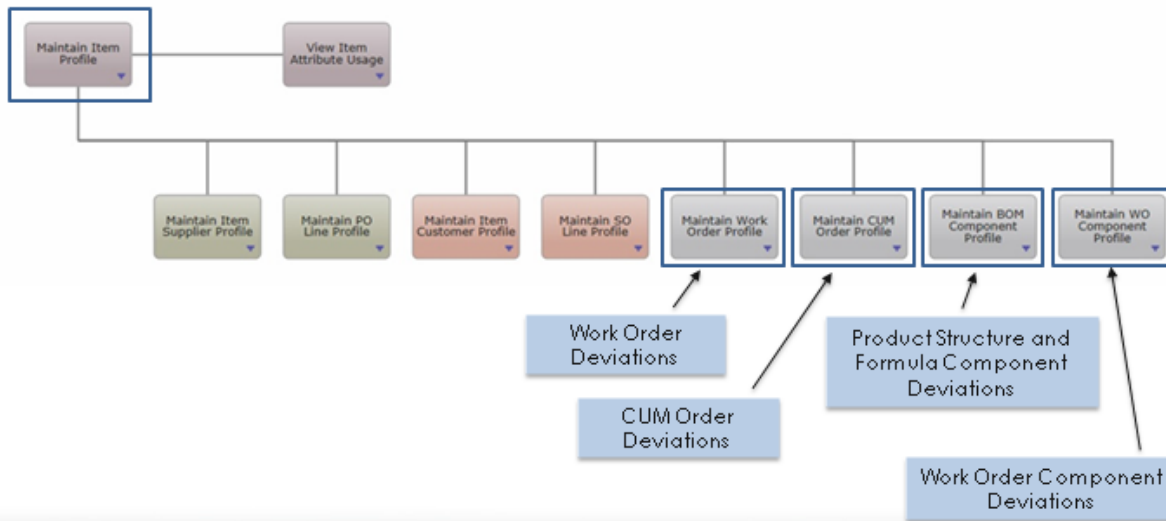 Maintain Item
Profile
View Item
Attribute Usage
Maintain Item
Supplier Profile
Maintain PO
Line Profile
Maintain Item
Customer Profile
Maintain SO
Line Profile
Maintain Work
Order Profile
Maintain CUM
Order Profile
Maintain BOM
Component
Profile
Maintain WO
Component
Profile
Work Order
Deviations
CUM Order
Deviations
Product Structure and
Formula Component
Deviations
Work Order Component
Deviations